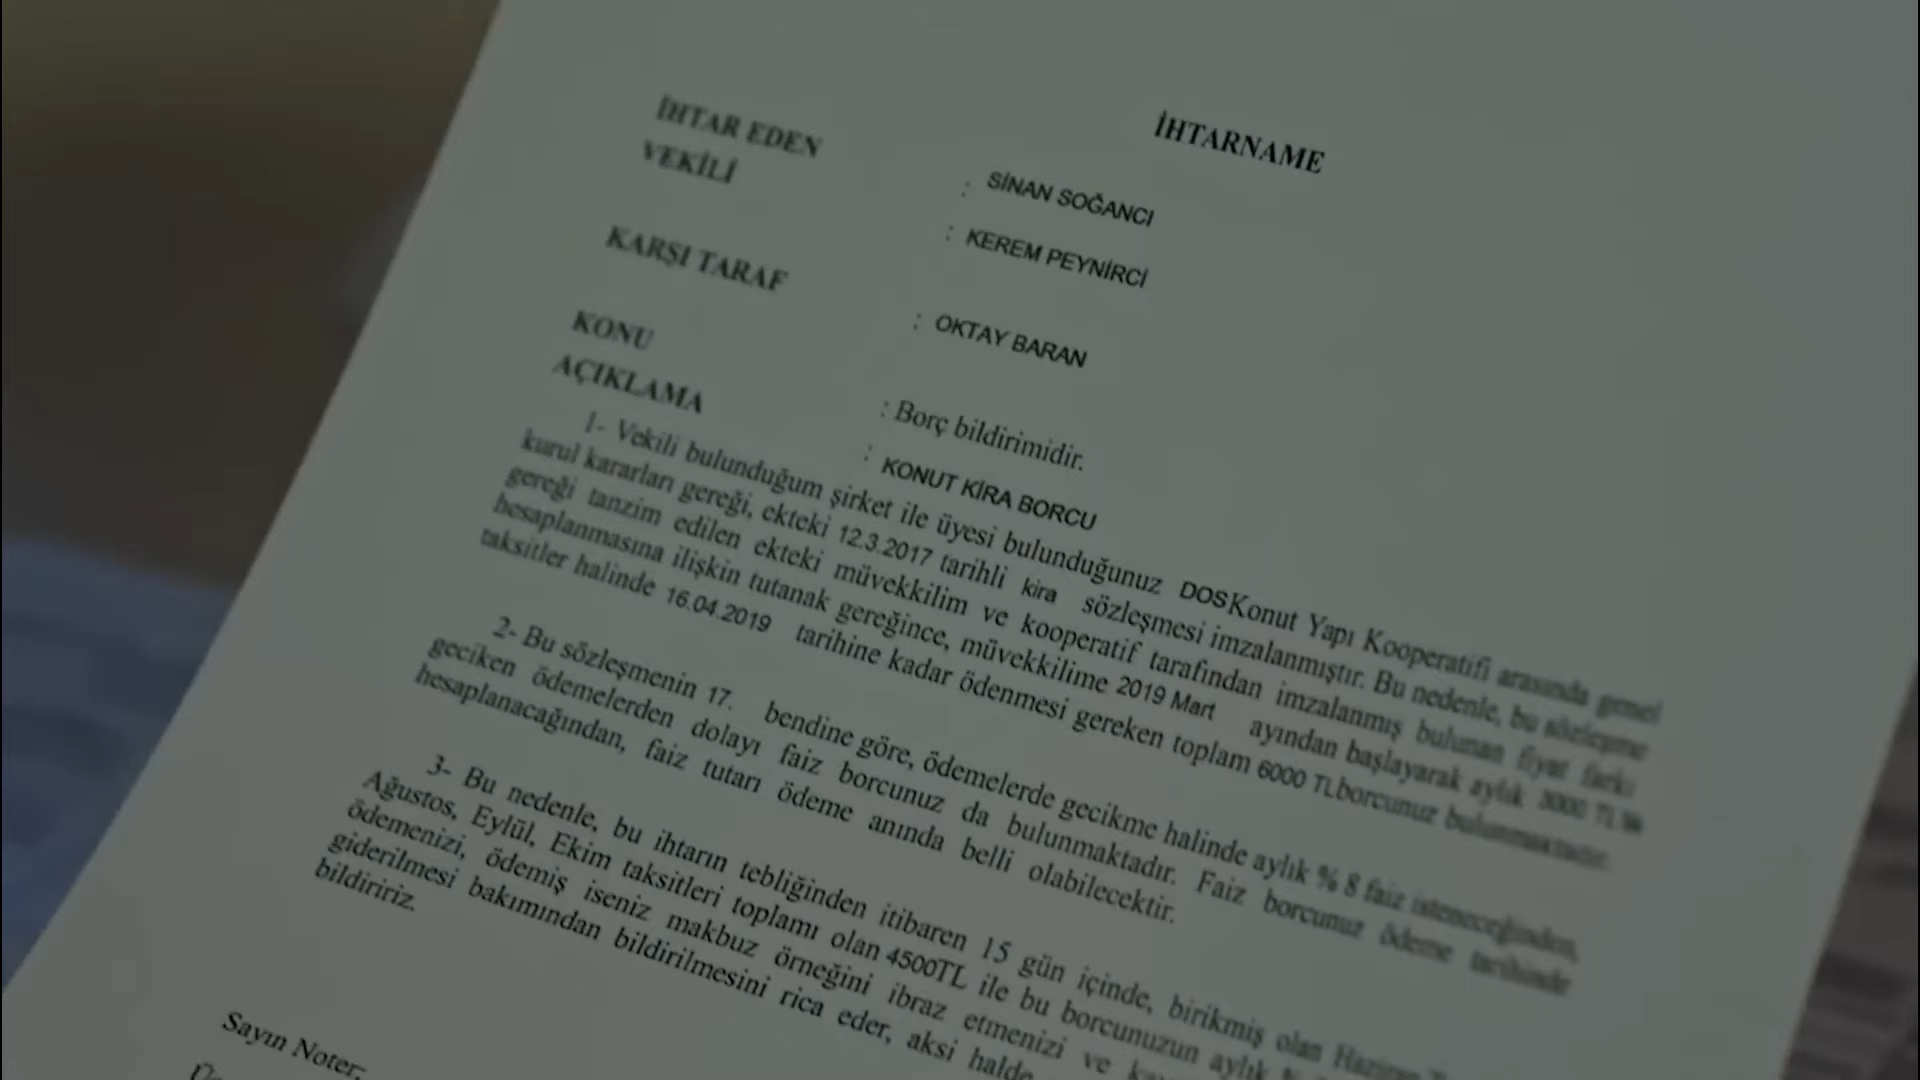 İHTARNAME
İHTAR EDEN : SİNAN SOĞANCI
VEKİLİ : KEREM PEYNİRCİ
KARŞI TARAF : OKTAY BARAN
KONU : Borç bildirimidir.
AÇIKLAMA : KONUT KİRA BORCU
1- Vekili bulunduğum şirket ile üyesi bulunduğunuz DOSKonut Yapı Kooperatifi arasında genel
kurul kararları gereği, ekteki 12.3.2017 tarihli kira sözleşmesi imzalanmıştır. Bu nedenle, bu sözleşme
gereği tanzim edilen ekteki müvekkilim ve kooperatif tarafından imzalanmış bulunan fiyat farkı
hesaplanmasına ilişkin tutanak gereğince, müvekkilime 2019 Mart ayından başlayarak aylık 3000 TL
taksitler halinde 16.04.2019 tarihine kadar ödenmesi gereken toplam 6000 TLborcunuz bulunmaktadır.
2- Bu sözleşmenin 17. bendine göre, ödemelerde gecikme halinde aylık % 8 faiz isteneceğinden,
geciken ödemelerden dolayı faiz borcunuz da bulunmaktadır. Faiz borcunuz ödeme tarihinde
hesaplanacağından, faiz tutarı ödeme anında belli olabilecektir.
3- Bu nedenle, bu ihtarın tebliğinden itibaren 15 gün içinde, birikmiş olan Haziran
Ağustos, Eylül, Ekim taksitleri toplamı olan 4500TL ile bu borcunuzun aylık %
ödemenizi, ödemiş iseniz makbuz örneğini ibraz etmenizi ve
giderilmesi bakımından bildirilmesini rica eder, aksi halde
bildiririz.
Sayın Noter;